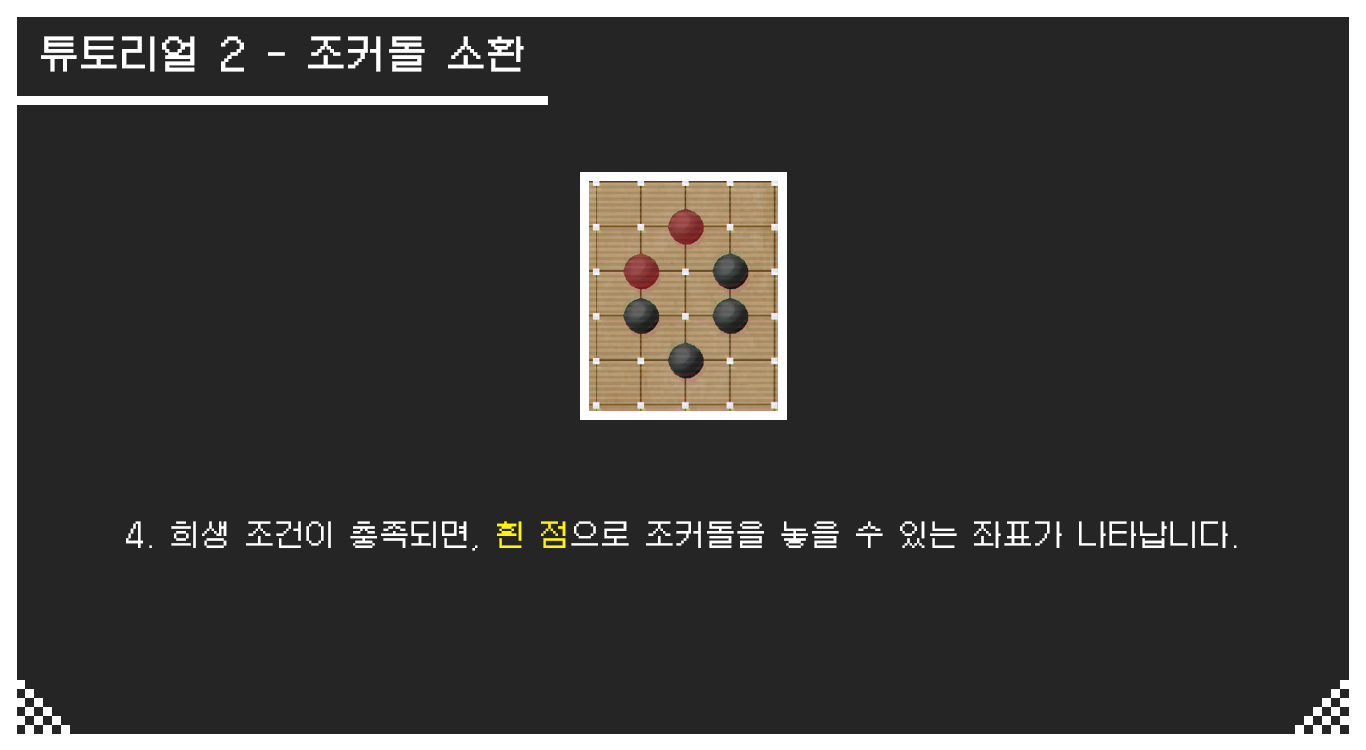 튜토리얼 2 - 조커돌 소환
4. 희생 조건이 충족되면, 흰 점으로 조커돌을 놓을 수 있는 좌표가 나타납니다.